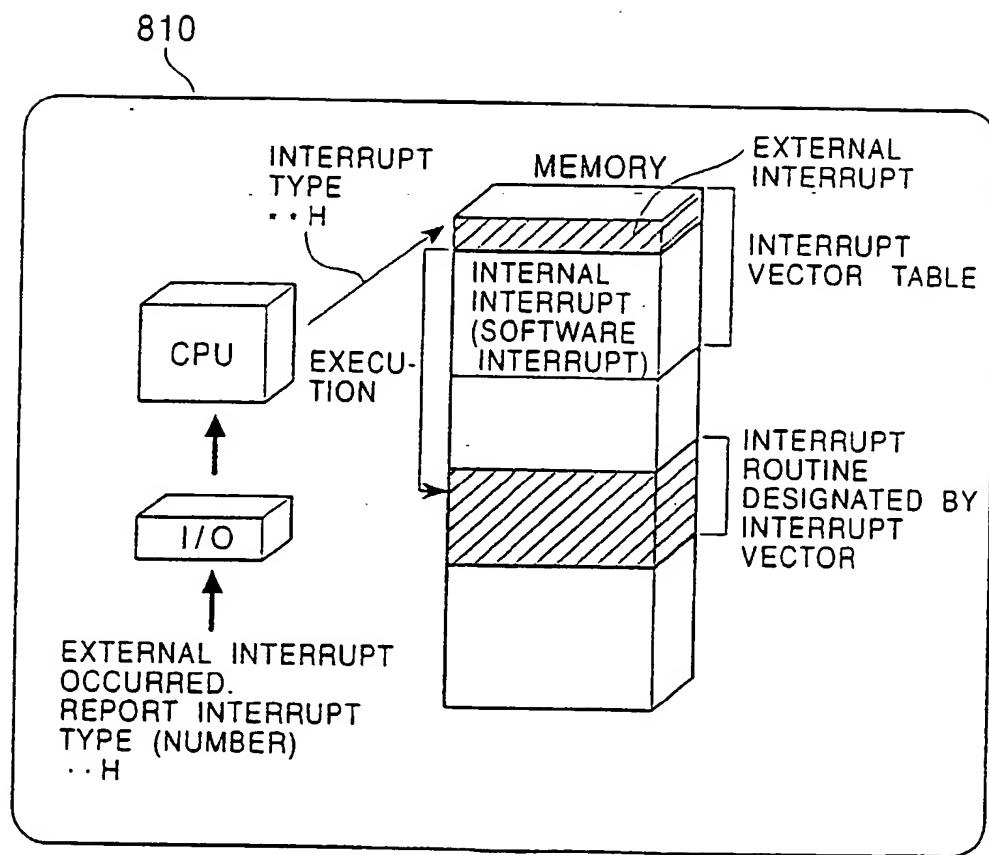 810
INTERRUPT
TYPE
**H
MEMORY
EXTERNAL
INTERRUPT
INTERRUPT
VECTOR TABLE
INTERNAL
INTERRUPT
(SOFTWARE
INTERRUPT)
CPU
EXECU-
TION
I/O
INTERRUPT
ROUTINE
DESIGNATED BY
INTERRUPT
VECTOR
EXTERNAL INTERRUPT
OCCURRED.
REPORT INTERRUPT
TYPE (NUMBER)
··H